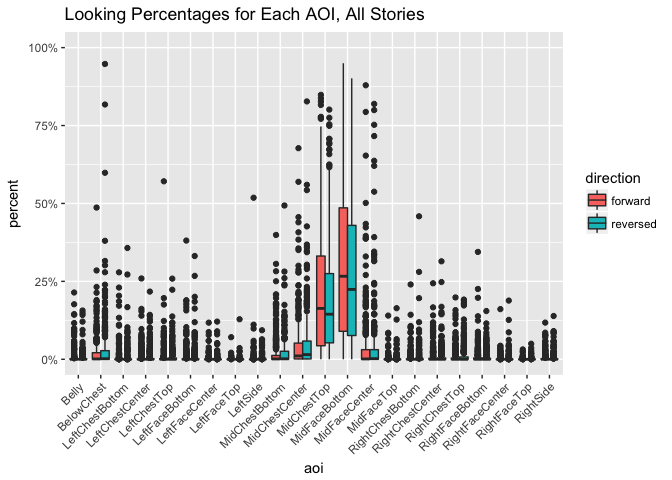 Looking Percentages for Each AOI, All Stories
100%
75%
50%
25%
0%
percent
Belly
BelowChest
LeftChestBottom
LeftChestCenter
LeftChestTop
LeftFaceBottom
LeftFaceCenter
LeftFaceTop
LeftSide
MidChestBottom
MidChestCenter
MidChestTop
MidFaceBottom
MidFaceCenter
MidFaceTop
RightChestBottom
RightChestCenter
RightChestTop
RightFaceBottom
RightFaceCenter
RightFaceTop
RightSide
aoi
direction
forward
reversed